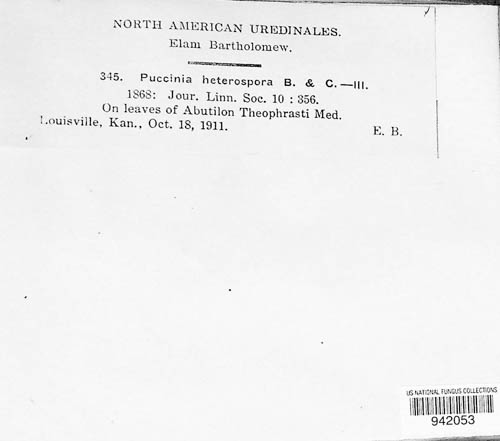 NORTH AMERICAN UREDINALES.
Elam Bartholomew.
345. Puccinia heterospora B. & C.—III.
1868: Jour. Linn. Soc. 10 : 356.
On leaves of Abutilon Theophrasti Med.
Louisville, Kan., Oct. 18, 1911.
E. B.
US NATIONAL FUNGUS COLLECTIONS
942053